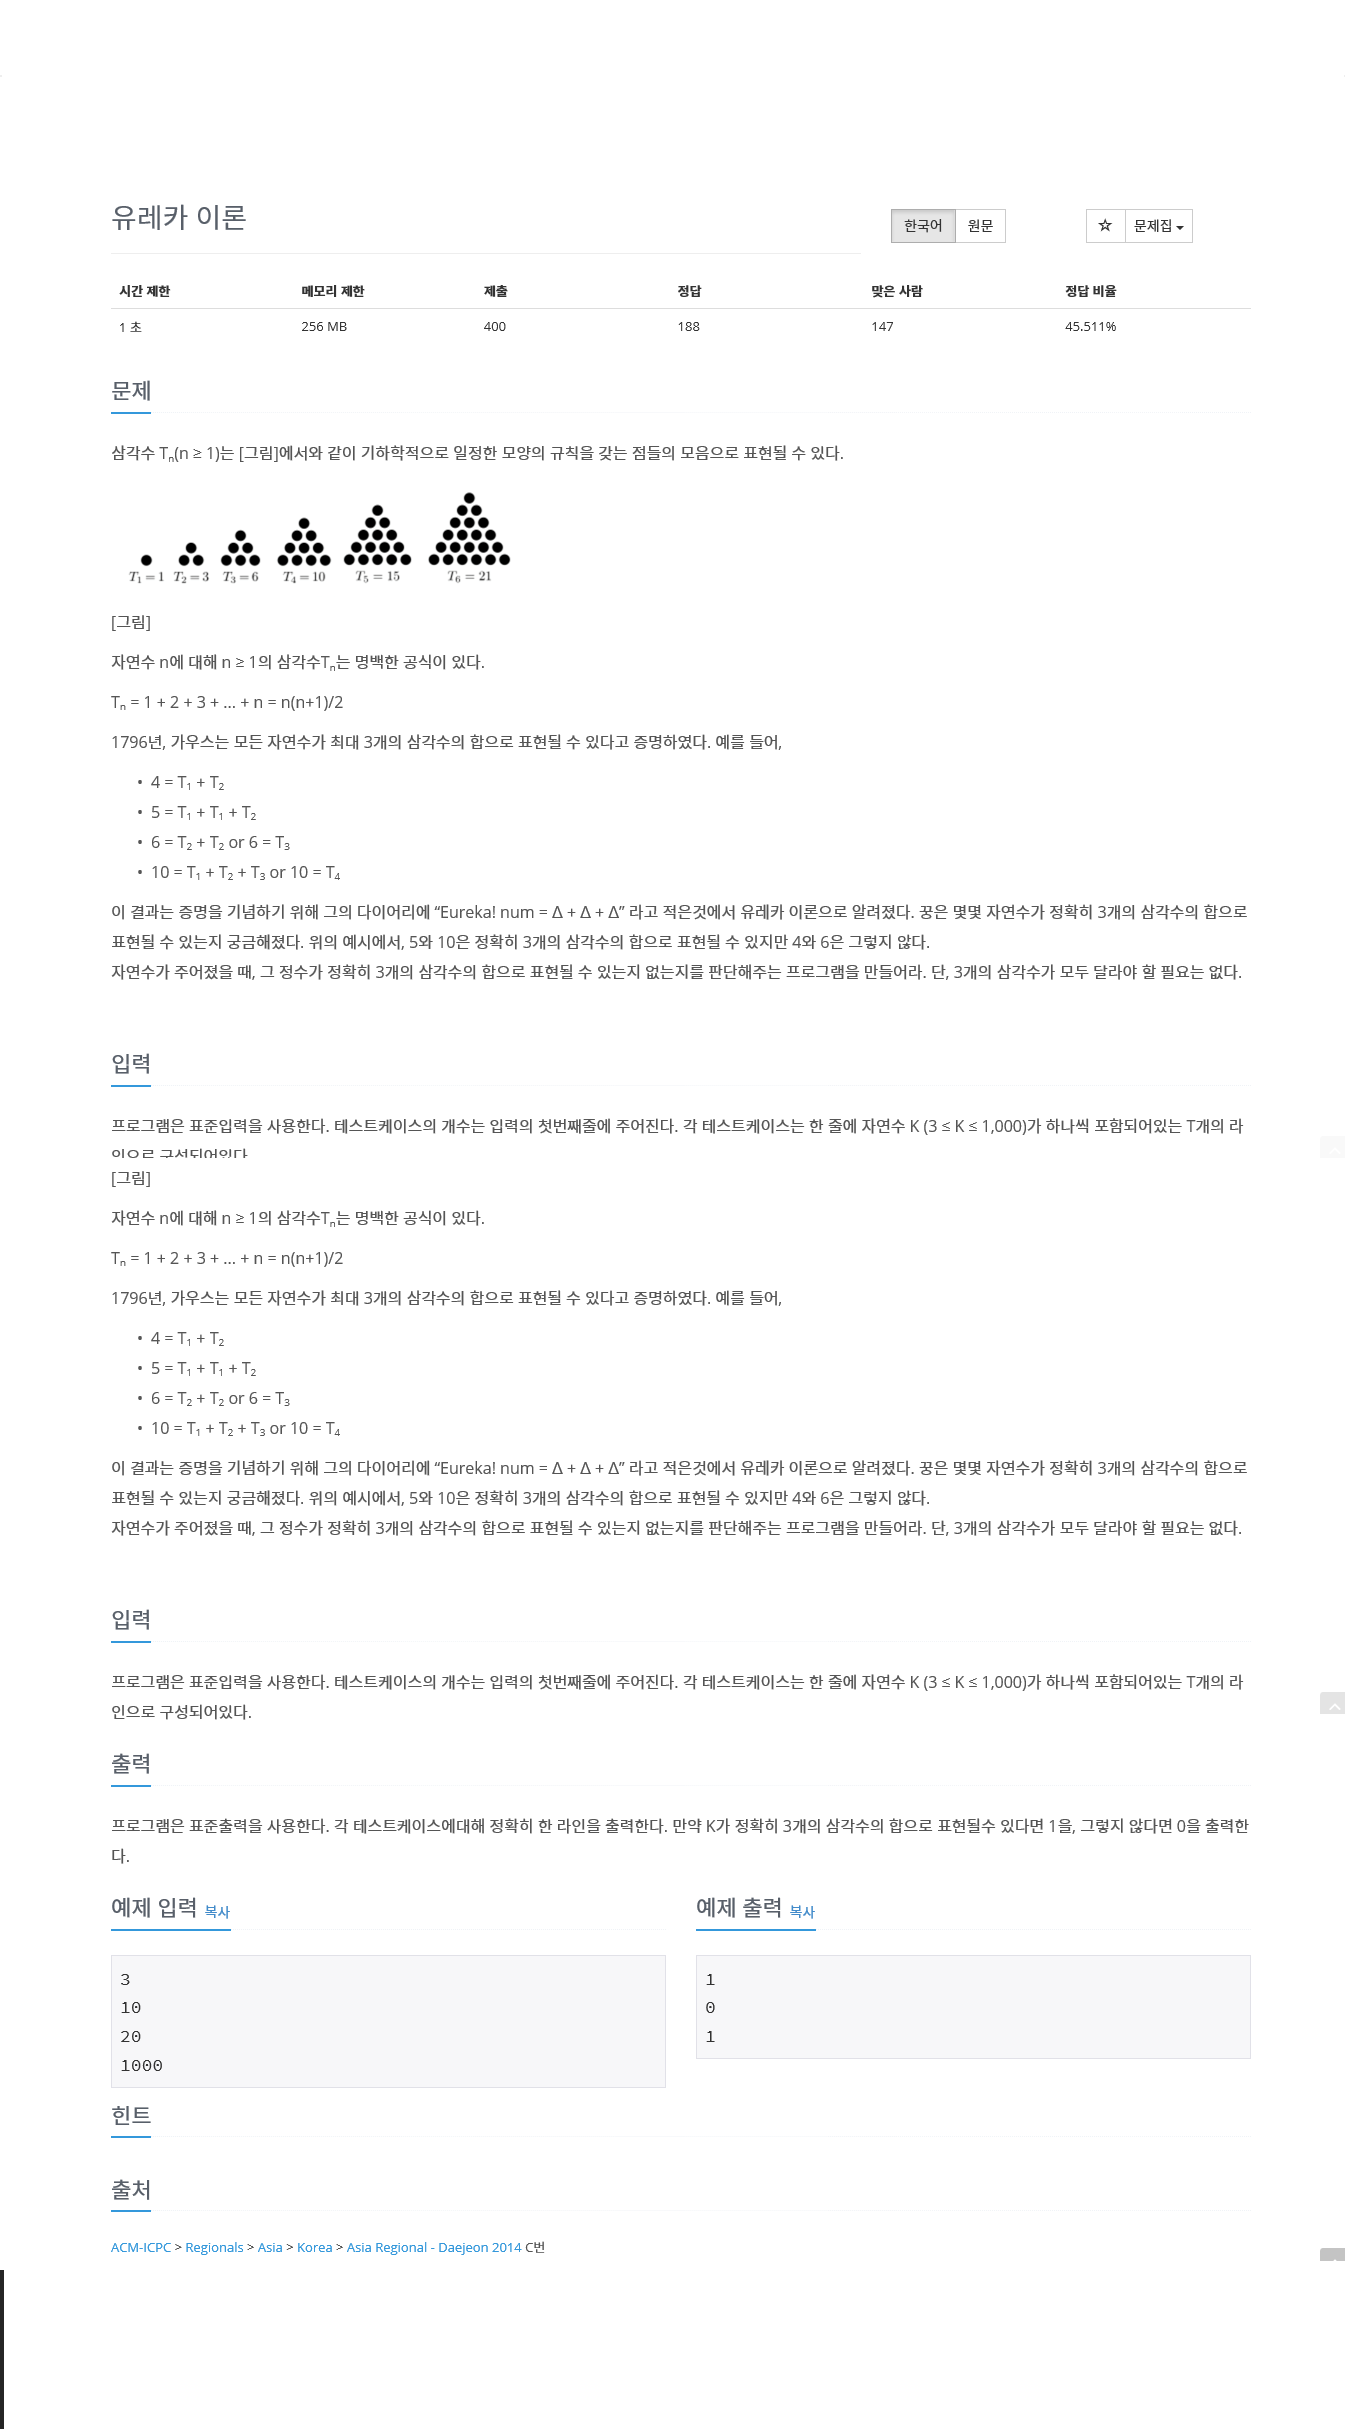 유레카 이론
한국어 원문 ☆ 문제집
시간 제한 메모리 제한 제출 정답 맞은 사람 정답 비율
1 초 256 MB 400 188 147 45.511%
문제
삼각수 Tₙ(n ≥ 1)는 [그림]에서와 같이 기하학적으로 일정한 모양의 규칙을 갖는 점들의 모음으로 표현될 수 있다.
T₁ = 1 T₂ = 3 T₃ = 6 T₄ = 10 T₅ = 15 T₆ = 21
[그림]
자연수 n에 대해 n ≥ 1의 삼각수Tₙ는 명백한 공식이 있다.
Tₙ = 1 + 2 + 3 + ... + n = n(n+1)/2
1796년, 가우스는 모든 자연수가 최대 3개의 삼각수의 합으로 표현될 수 있다고 증명하였다. 예를 들어,
• 4 = T₁ + T₂
• 5 = T₁ + T₁ + T₂
• 6 = T₂ + T₂ or 6 = T₃
• 10 = T₁ + T₂ + T₃ or 10 = T₄
이 결과는 증명을 기념하기 위해 그의 다이어리에 “Eureka! num = Δ + Δ + Δ” 라고 적은것에서 유레카 이론으로 알려졌다. 꿍은 몇몇 자연수가 정확히 3개의 삼각수의 합으로
표현될 수 있는지 궁금해졌다. 위의 예시에서, 5와 10은 정확히 3개의 삼각수의 합으로 표현될 수 있지만 4와 6은 그렇지 않다.
자연수가 주어졌을 때, 그 정수가 정확히 3개의 삼각수의 합으로 표현될 수 있는지 없는지를 판단해주는 프로그램을 만들어라. 단, 3개의 삼각수가 모두 달라야 할 필요는 없다.
입력
프로그램은 표준입력을 사용한다. 테스트케이스의 개수는 입력의 첫번째줄에 주어진다. 각 테스트케이스는 한 줄에 자연수 K (3 ≤ K ≤ 1,000)가 하나씩 포함되어있는 T개의 라
인으로 구성되어있다
[그림]
자연수 n에 대해 n ≥ 1의 삼각수Tₙ는 명백한 공식이 있다.
Tₙ = 1 + 2 + 3 + ... + n = n(n+1)/2
1796년, 가우스는 모든 자연수가 최대 3개의 삼각수의 합으로 표현될 수 있다고 증명하였다. 예를 들어,
• 4 = T₁ + T₂
• 5 = T₁ + T₁ + T₂
• 6 = T₂ + T₂ or 6 = T₃
• 10 = T₁ + T₂ + T₃ or 10 = T₄
이 결과는 증명을 기념하기 위해 그의 다이어리에 “Eureka! num = Δ + Δ + Δ” 라고 적은것에서 유레카 이론으로 알려졌다. 꿍은 몇몇 자연수가 정확히 3개의 삼각수의 합으로
표현될 수 있는지 궁금해졌다. 위의 예시에서, 5와 10은 정확히 3개의 삼각수의 합으로 표현될 수 있지만 4와 6은 그렇지 않다.
자연수가 주어졌을 때, 그 정수가 정확히 3개의 삼각수의 합으로 표현될 수 있는지 없는지를 판단해주는 프로그램을 만들어라. 단, 3개의 삼각수가 모두 달라야 할 필요는 없다.
입력
프로그램은 표준입력을 사용한다. 테스트케이스의 개수는 입력의 첫번째줄에 주어진다. 각 테스트케이스는 한 줄에 자연수 K (3 ≤ K ≤ 1,000)가 하나씩 포함되어있는 T개의 라
인으로 구성되어있다.
출력
프로그램은 표준출력을 사용한다. 각 테스트케이스에대해 정확히 한 라인을 출력한다. 만약 K가 정확히 3개의 삼각수의 합으로 표현될수 있다면 1을, 그렇지 않다면 0을 출력한
다.
예제 입력 복사
3
10
20
1000
예제 출력 복사
1
0
1
힌트
출처
ACM-ICPC > Regionals > Asia > Korea > Asia Regional - Daejeon 2014 C번